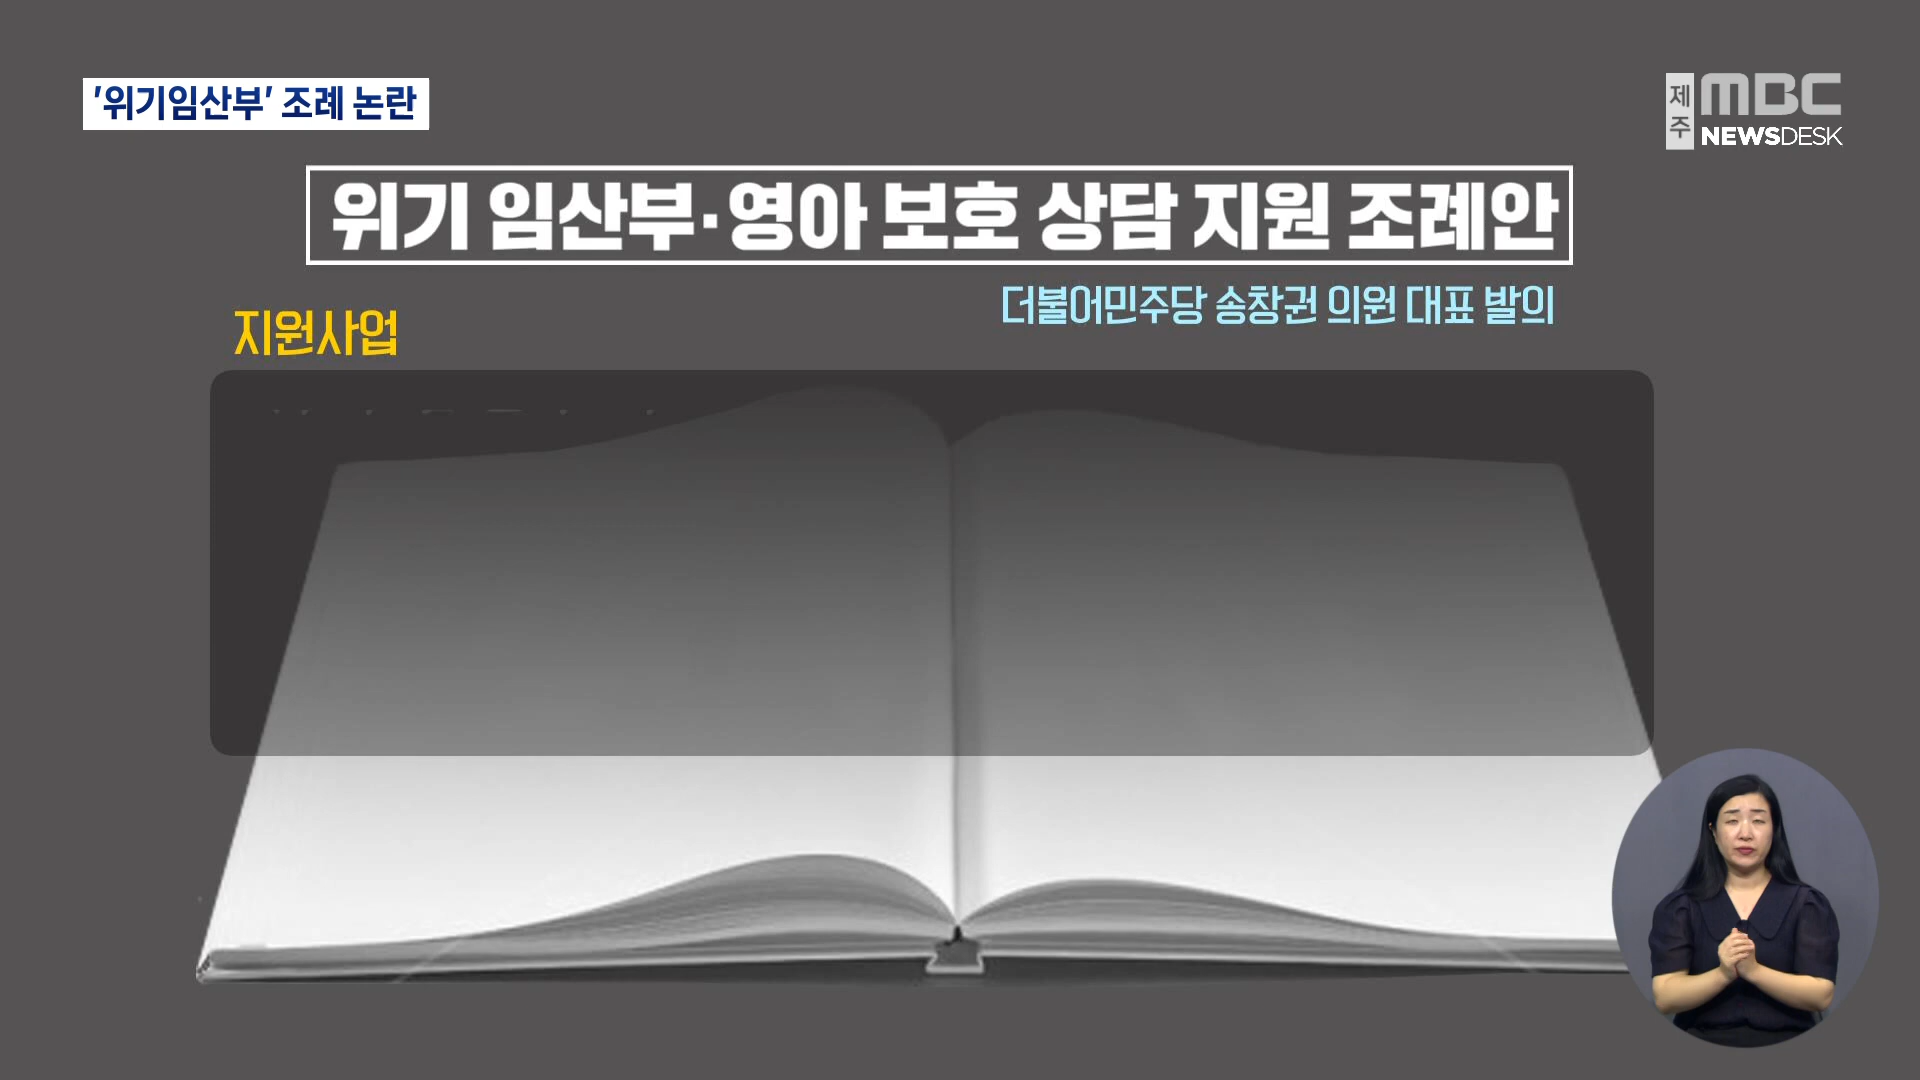 '위기임산부' 조례 논란
제주 MBC
NEWSDESK
위기 임산부·영아 보호 상담 지원 조례안
더불어민주당 송창권 의원 대표 발의
지원사업